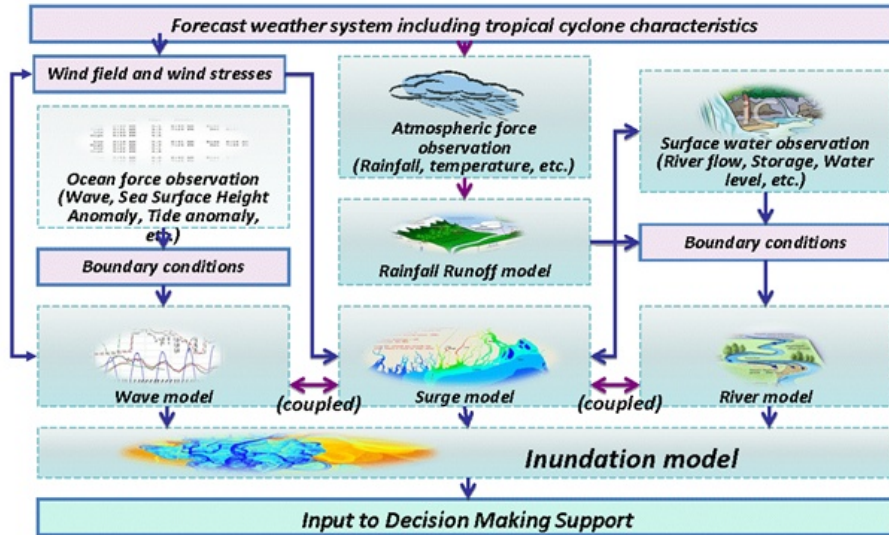 Forecast weather system including tropical cyclone characteristics
Wind field and wind stresses
Ocean force observation
(Wave, Sea Surface Height
Anomaly, Tide anomaly,
etc.)
Boundary conditions
Wave model
Atmospheric force
observation
(Rainfall, temperature, etc.)
Rainfall Runoff model
Surge model
Surface water observation
(River flow, Storage, Water
level, etc.)
Boundary conditions
River model
(coupled)
(coupled)
Inundation model
Input to Decision Making Support